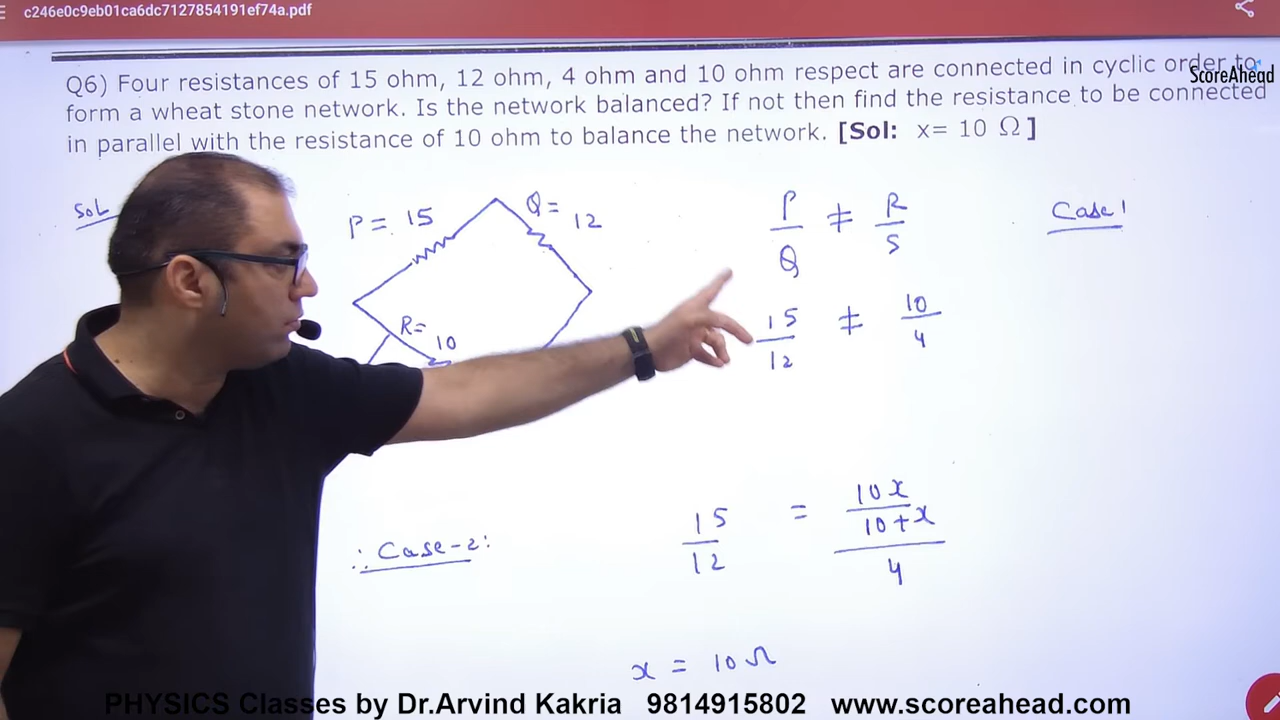 c246e0c9eb01ca6dc7127854191ef74a.pdf
ScoreAhead
Q6) Four resistances of 15 ohm, 12 ohm, 4 ohm and 10 ohm respect are connected in cyclic order to
form a wheat stone network. Is the network balanced? If not then find the resistance to be connected
in parallel with the resistance of 10 ohm to balance the network. [Sol: x= 10 Ω ]
Sol
P = 15
Q = 12
R = 10
P/Q ≠ R/S
Case 1
15/12 ≠ 10/4
∴ Case-2:
15/12 = (10x/(10+x))/4
x = 10 Ω
PHYSICS Classes by Dr.Arvind Kakria 9814915802 www.scoreahead.com